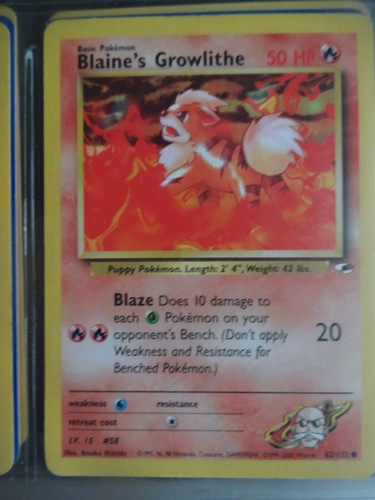 Basic Pokémon
Blaine's Growlithe 50 HP
Puppy Pokémon. Length: 2' 4", Weight: 42 lbs.
Blaze Does 10 damage to
each Pokémon on your
opponent's Bench. (Don't apply 20
Weakness and Resistance for
Benched Pokémon.)
weakness resistance
retreat cost
LV. 15 #58
62/132